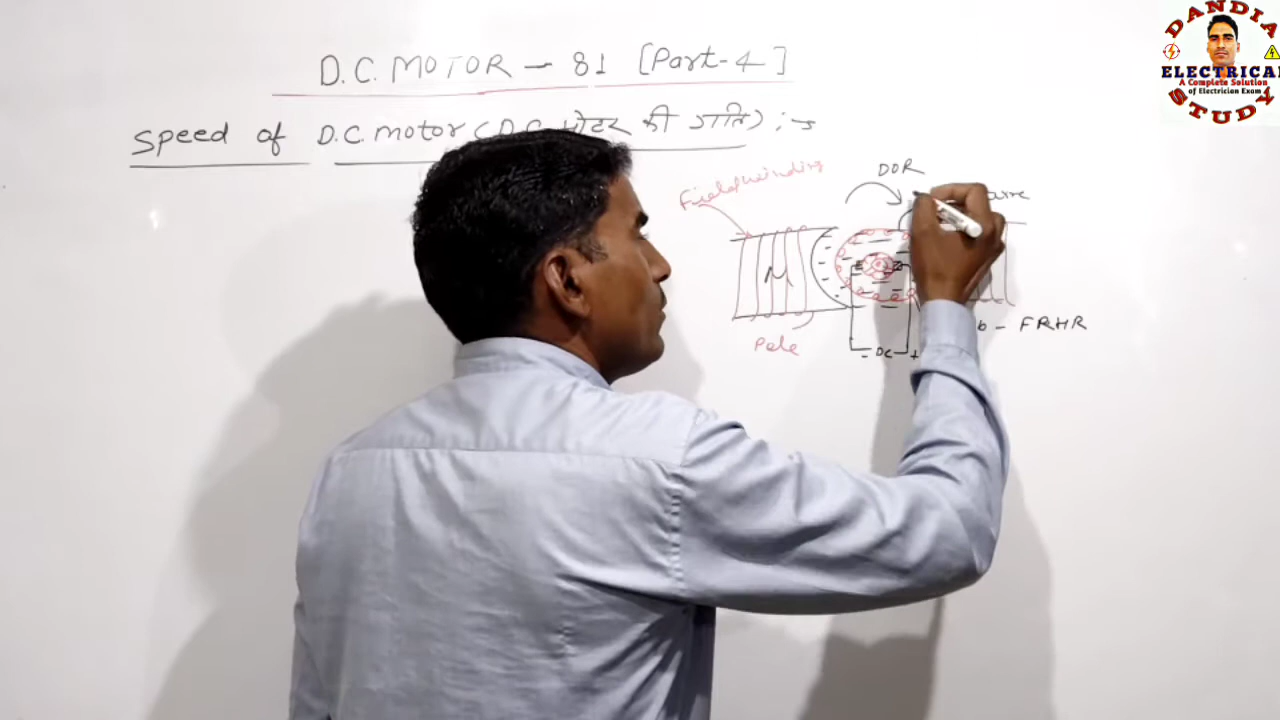 D.C. MOTOR - 81 [Part-4]
Speed of D.C. motor (D.C. मोटर की गति) :→
Field winding
DOR
N
Pole
- DC +
b - FRHR
DANDIA
ELECTRICAL
A Complete Solution
of Electrician Exam
STUDY